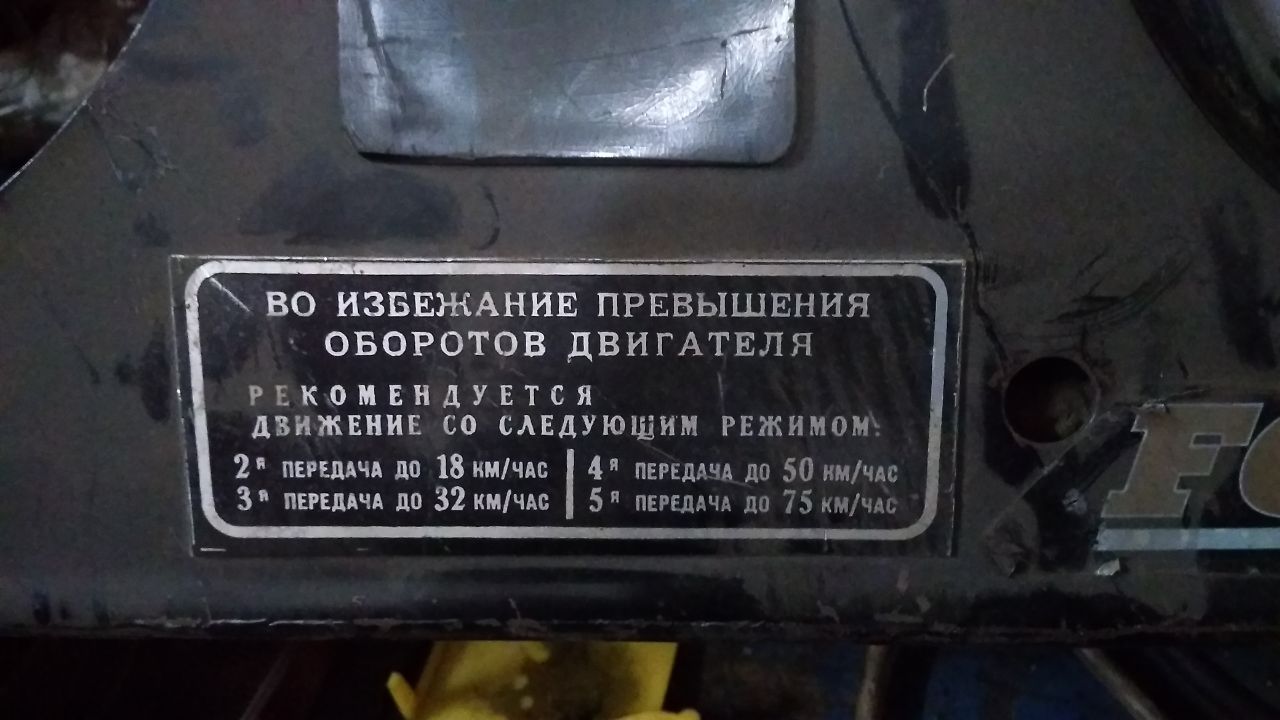 ВО ИЗБЕЖАНИЕ ПРЕВЫШЕНИЯ
ОБОРОТОВ ДВИГАТЕЛЯ
РЕКОМЕНДУЕТСЯ
ДВИЖЕНИЕ СО СЛЕДУЮЩИМ РЕЖИМОМ:
2я ПЕРЕДАЧА ДО 18 КМ/ЧАС 4я ПЕРЕДАЧА ДО 50 КМ/ЧАС
3я ПЕРЕДАЧА ДО 32 КМ/ЧАС 5я ПЕРЕДАЧА ДО 75 КМ/ЧАС